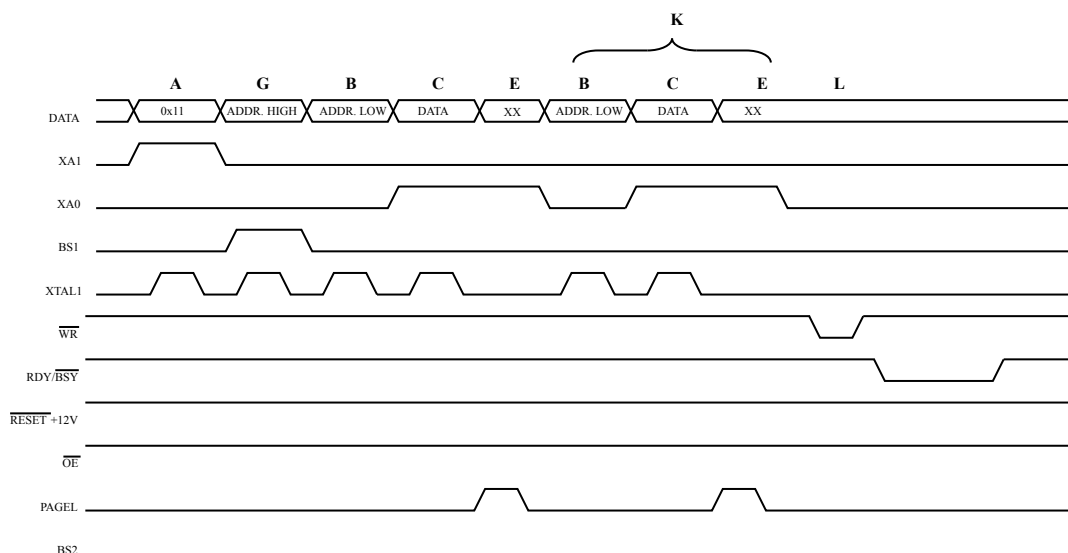 K
A G B C E B C E L
DATA 0x11 ADDR. HIGH ADDR. LOW DATA XX ADDR. LOW DATA XX
XA1
XA0
BS1
XTAL1
WR
RDY/BSY
RESET +12V
OE
PAGEL
BS2